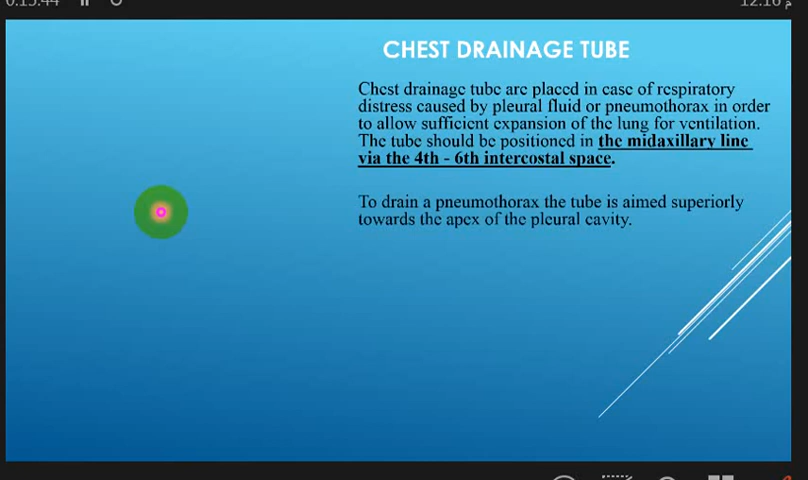 CHEST DRAINAGE TUBE
Chest drainage tube are placed in case of respiratory
distress caused by pleural fluid or pneumothorax in order
to allow sufficient expansion of the lung for ventilation.
The tube should be positioned in the midaxillary line
via the 4th - 6th intercostal space.
To drain a pneumothorax the tube is aimed superiorly
towards the apex of the pleural cavity.